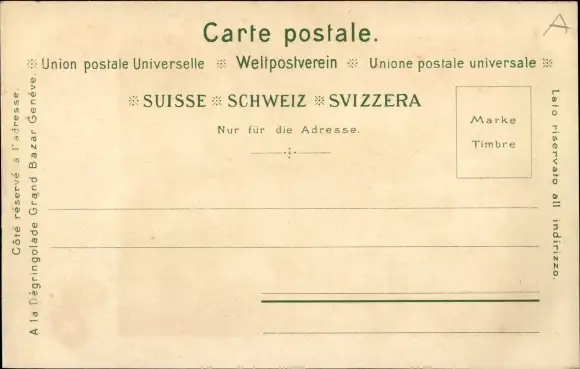 Carte postale.
Union postale Universelle Weltpostverein Unione postale universale
SUISSE SCHWEIZ SVIZZERA
Nur für die Adresse.
Marke
Timbre
Côté réservé à l'adresse.
A la Dégringolade Grand Bazar Genève.
Lato riservato all indirizzo.
A